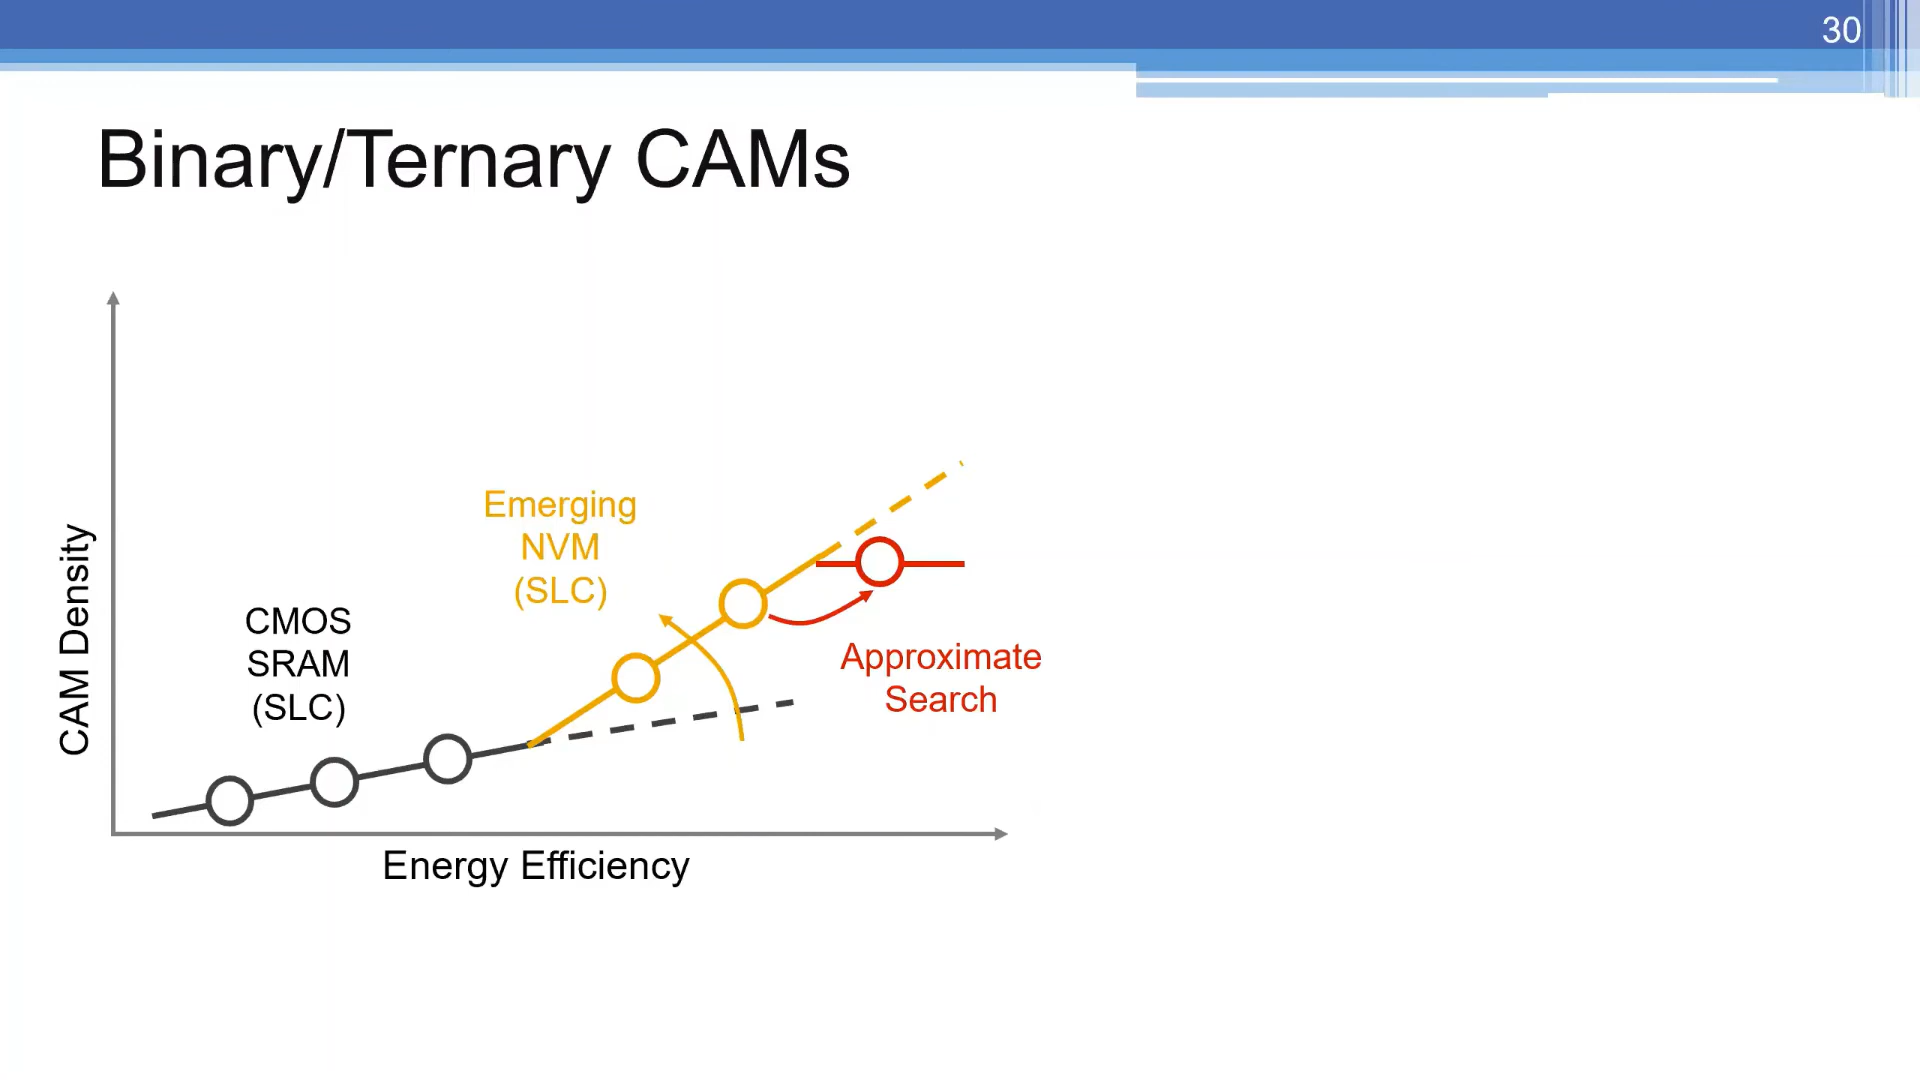 30
Binary/Ternary CAMs
CAM Density
CMOS
SRAM
(SLC)
Emerging
NVM
(SLC)
Approximate
Search
Energy Efficiency